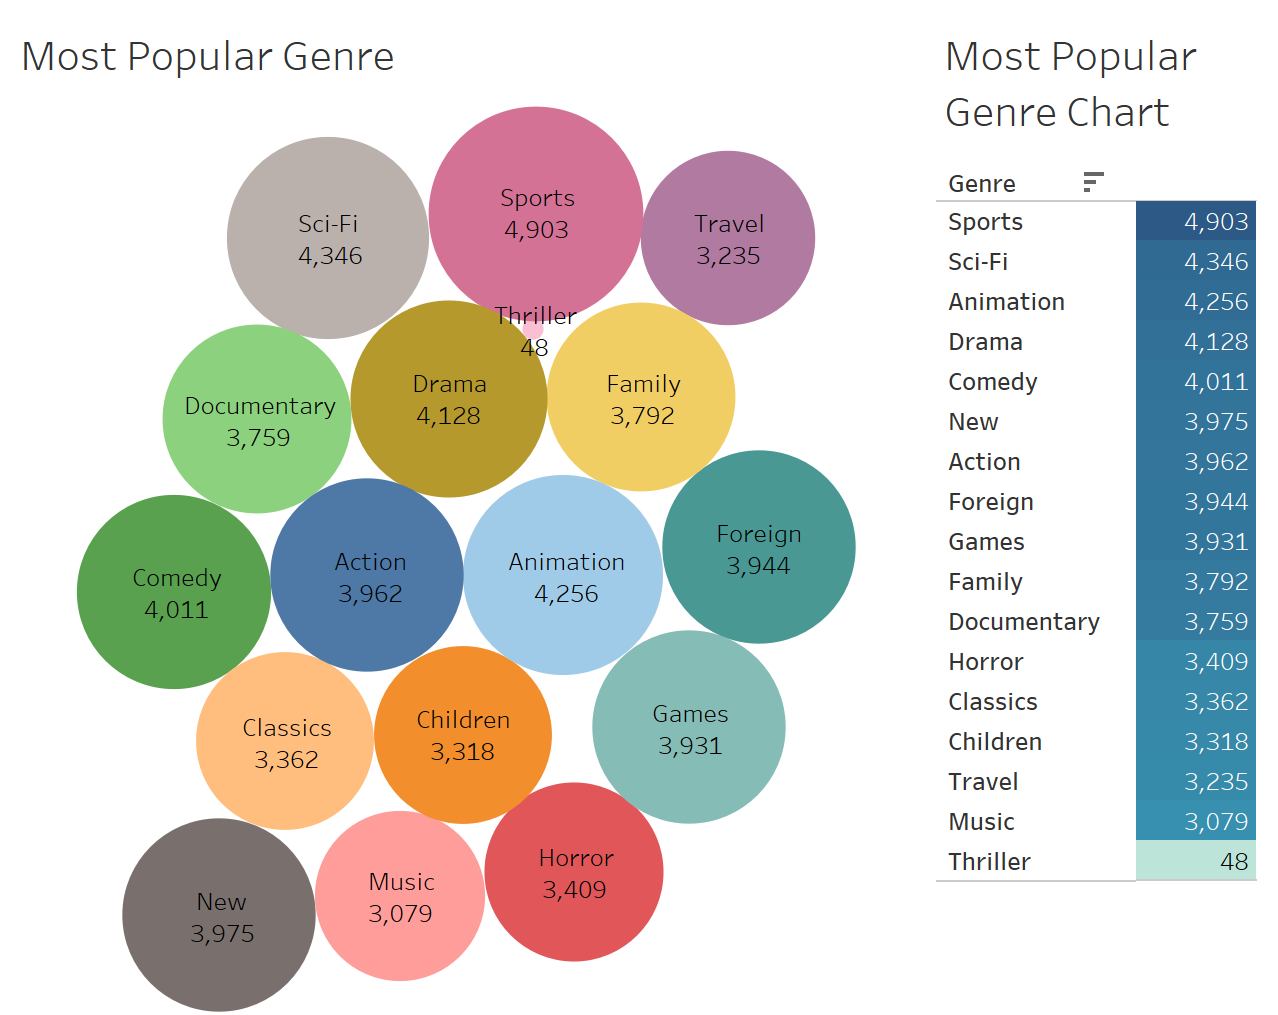 Most Popular Genre
Sci-Fi
4,346
Sports
4,903
Travel
3,235
Thriller
48
Documentary
3,759
Drama
4,128
Family
3,792
Comedy
4,011
Action
3,962
Animation
4,256
Foreign
3,944
Classics
3,362
Children
3,318
Games
3,931
New
3,975
Music
3,079
Horror
3,409
Most Popular
Genre Chart
Genre
Sports 4,903
Sci-Fi 4,346
Animation 4,256
Drama 4,128
Comedy 4,011
New 3,975
Action 3,962
Foreign 3,944
Games 3,931
Family 3,792
Documentary 3,759
Horror 3,409
Classics 3,362
Children 3,318
Travel 3,235
Music 3,079
Thriller 48